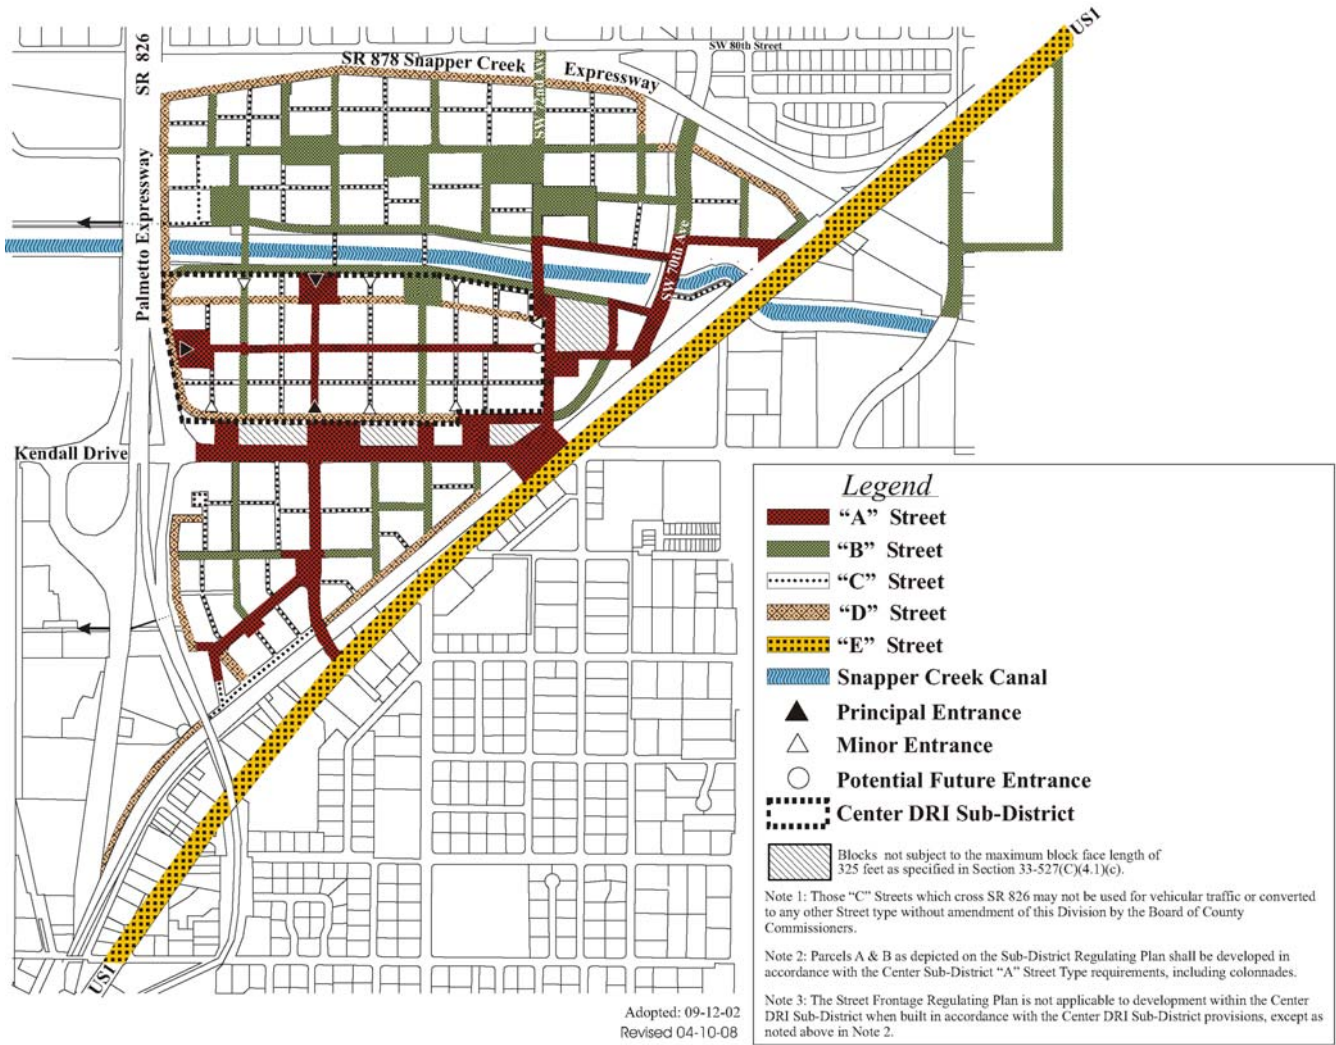 US1
SR 826
SW 80th Street
SR 878 Snapper Creek
Expressway
SW 72nd Ave
Palmetto Expressway
SW 70th Ave
Kendall Drive
US1
Legend
“A” Street
“B” Street
“C” Street
“D” Street
“E” Street
Snapper Creek Canal
Principal Entrance
Minor Entrance
Potential Future Entrance
Center DRI Sub-District
Blocks not subject to the maximum block face length of
325 feet as specified in Section 33-527(C)(4.1)(c).
Note 1: Those “C” Streets which cross SR 826 may not be used for vehicular traffic or converted
to any other Street type without amendment of this Division by the Board of County
Commissioners.
Note 2: Parcels A & B as depicted on the Sub-District Regulating Plan shall be developed in
accordance with the Center Sub-District “A” Street Type requirements, including colonnades.
Note 3: The Street Frontage Regulating Plan is not applicable to development within the Center
DRI Sub-District when built in accordance with the Center DRI Sub-District provisions, except as
noted above in Note 2.
Adopted: 09-12-02
Revised 04-10-08